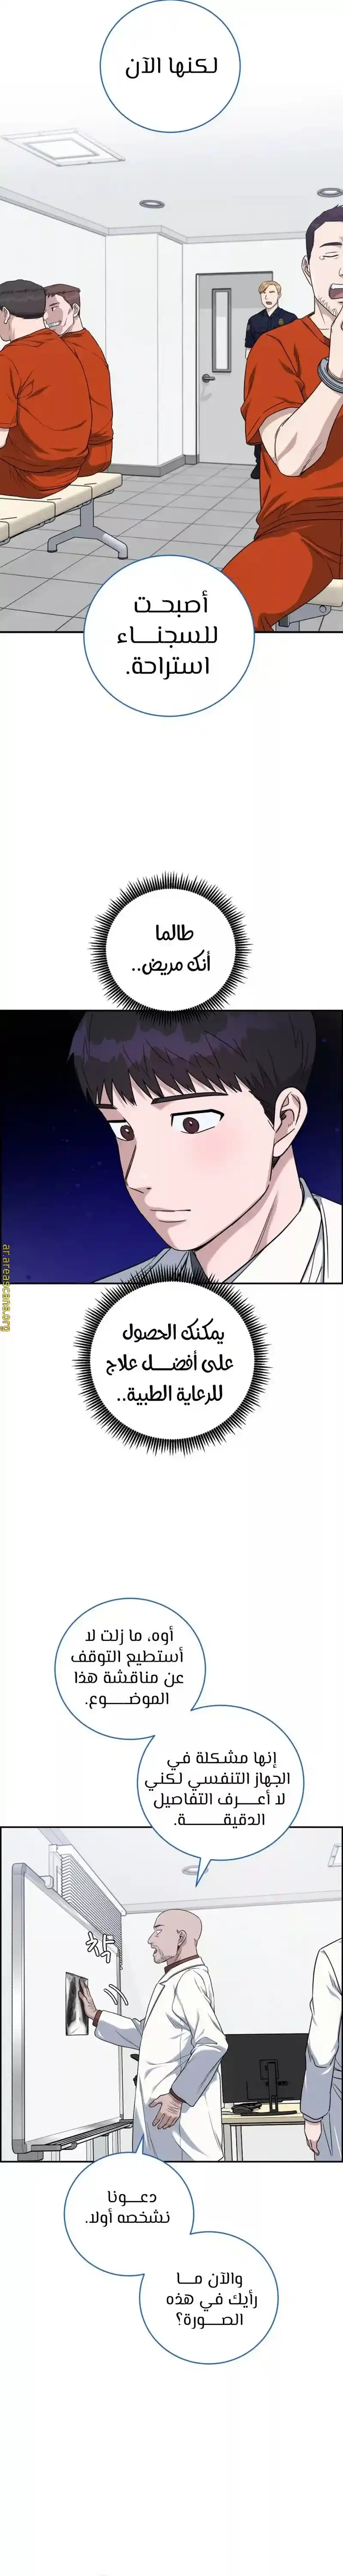 لكنها الآن
أصبحت
للسجناء
استراحة.
طالما
أنك مريض..
يمكنك الحصول
على أفضل علاج
للرعاية الطبية..
ar.areascans.org
أوه، ما زلت لا
أستطيع التوقف
عن مناقشة هذا
الموضوع.
إنها مشكلة في
الجهاز التنفسي لكني
لا أعرف التفاصيل
الدقيقة.
착
دعونا
نشخصه أولا.
والآن ما
رأيك في هذه
الصورة؟